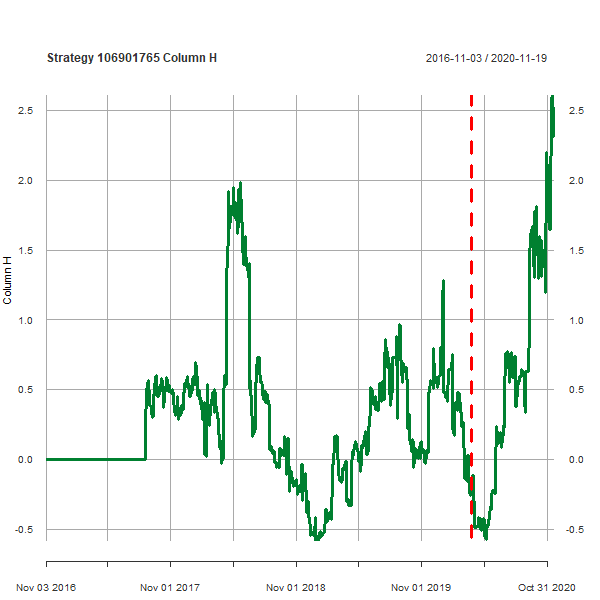 Strategy 106901765 Column H
2016-11-03 / 2020-11-19
2.5
2.0
1.5
1.0
0.5
0.0
-0.5
2.5
2.0
1.5
1.0
0.5
0.0
-0.5
Column H
Nov 03 2016
Nov 01 2017
Nov 01 2018
Nov 01 2019
Oct 31 2020